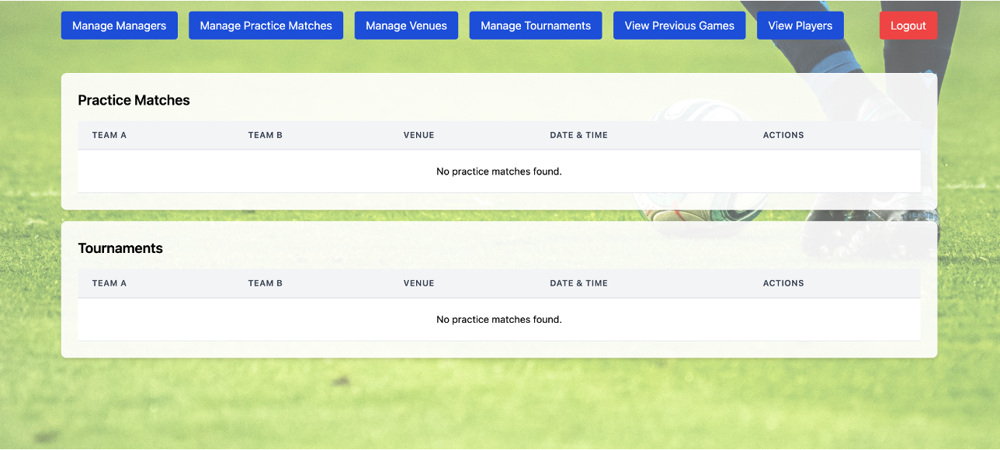 Manage Managers Manage Practice Matches Manage Venues Manage Tournaments View Previous Games View Players Logout
Practice Matches
TEAM A TEAM B VENUE DATE & TIME ACTIONS
No practice matches found.
Tournaments
TEAM A TEAM B VENUE DATE & TIME ACTIONS
No practice matches found.